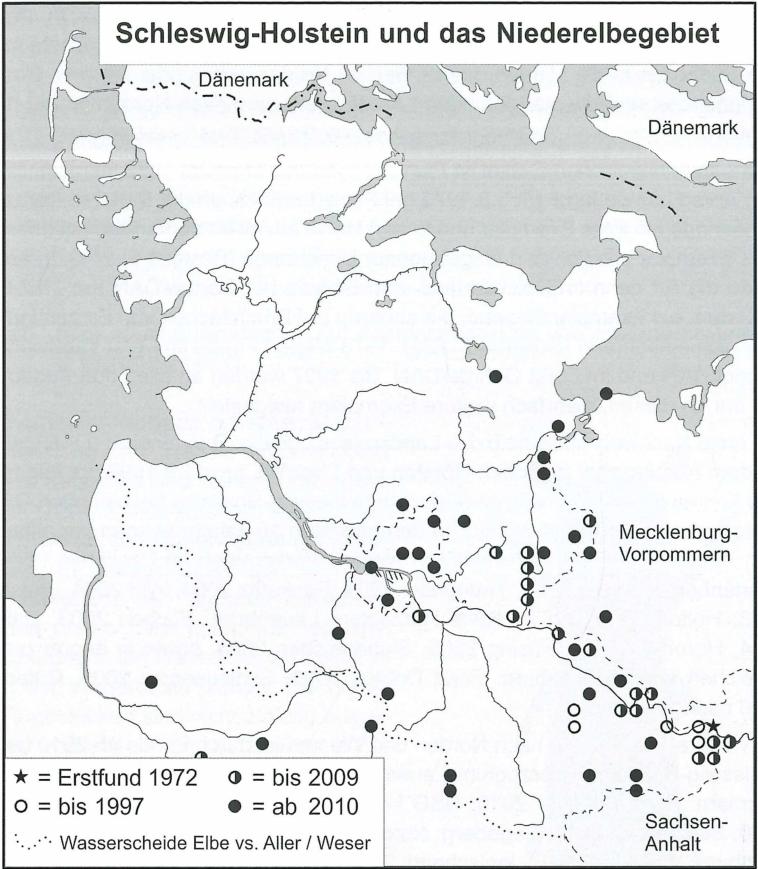 Schleswig-Holstein und das Niederelbegebiet
Dänemark
Dänemark
Mecklenburg-
Vorpommern
★ = Erstfund 1972
◑ = bis 2009
○ = bis 1997
● = ab 2010
Wasserscheide Elbe vs. Aller / Weser
Sachsen-
Anhalt